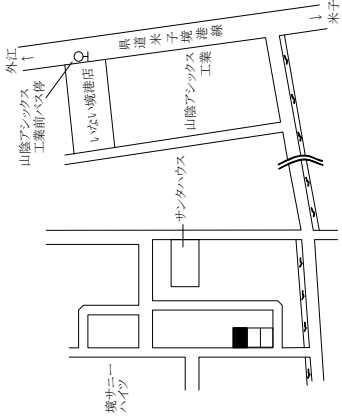 外江
↑
山陰アシックス
工業前バス停
いない境港店
県道米子境港線
山陰アシックス
工業
↓
米子
サンタハウス
境サニー
ハイツ